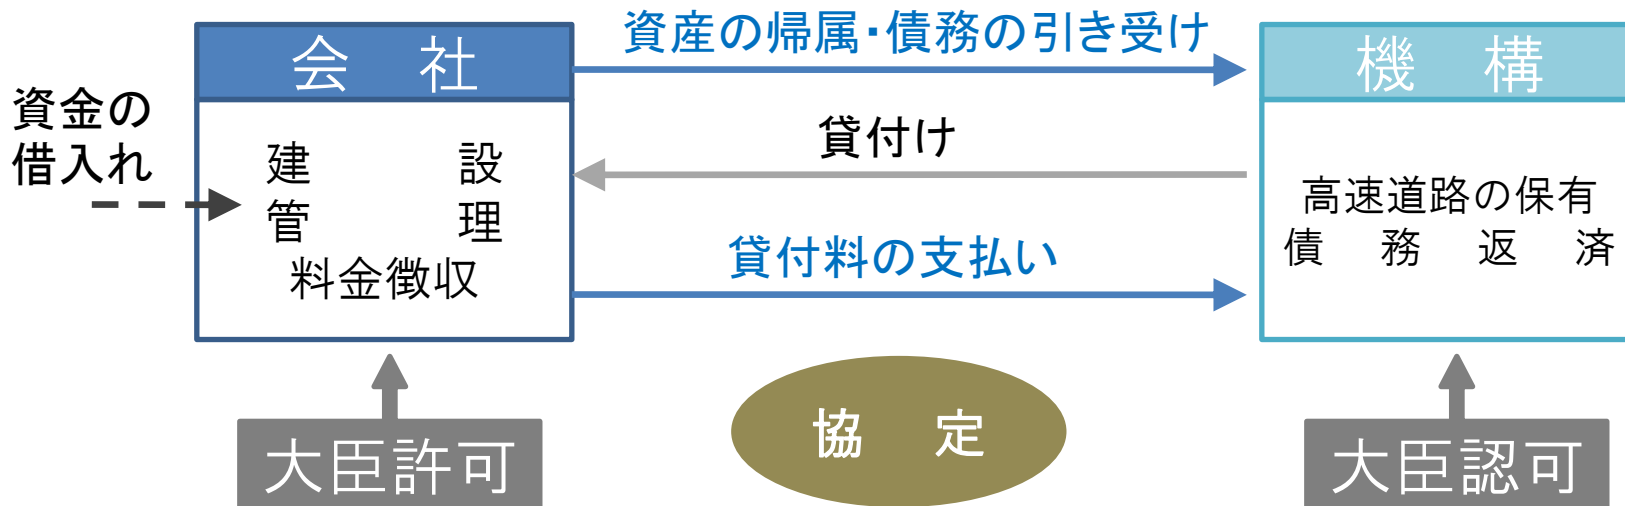 資産の帰属・債務の引き受け
会　社
機　構
資金の
借入れ
貸付け
建　設
管　理
料金徴収
高速道路の保有
債　務　返　済
貸付料の支払い
協　定
大臣許可
大臣認可